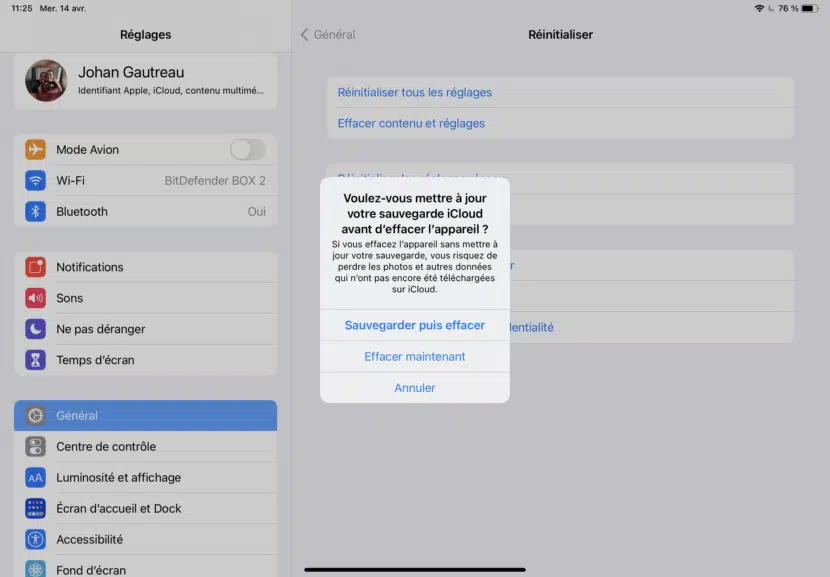 11:25 Mer. 14 avr.
76 %
Réglages
Johan Gautreau
Identifiant Apple, iCloud, contenu multimé...
Mode Avion
Wi-Fi BitDefender BOX 2
Bluetooth Oui
Notifications
Sons
Ne pas déranger
Temps d'écran
Général
Centre de contrôle
Luminosité et affichage
Écran d'accueil et Dock
Accessibilité
Fond d'écran
Général
Réinitialiser
Réinitialiser tous les réglages
Effacer contenu et réglages
Voulez-vous mettre à jour
votre sauvegarde iCloud
avant d'effacer l'appareil ?
Si vous effacez l'appareil sans mettre à
jour votre sauvegarde, vous risquez de
perdre les photos et autres données
qui n'ont pas encore été téléchargées
sur iCloud.
Sauvegarder puis effacer
Effacer maintenant
Annuler